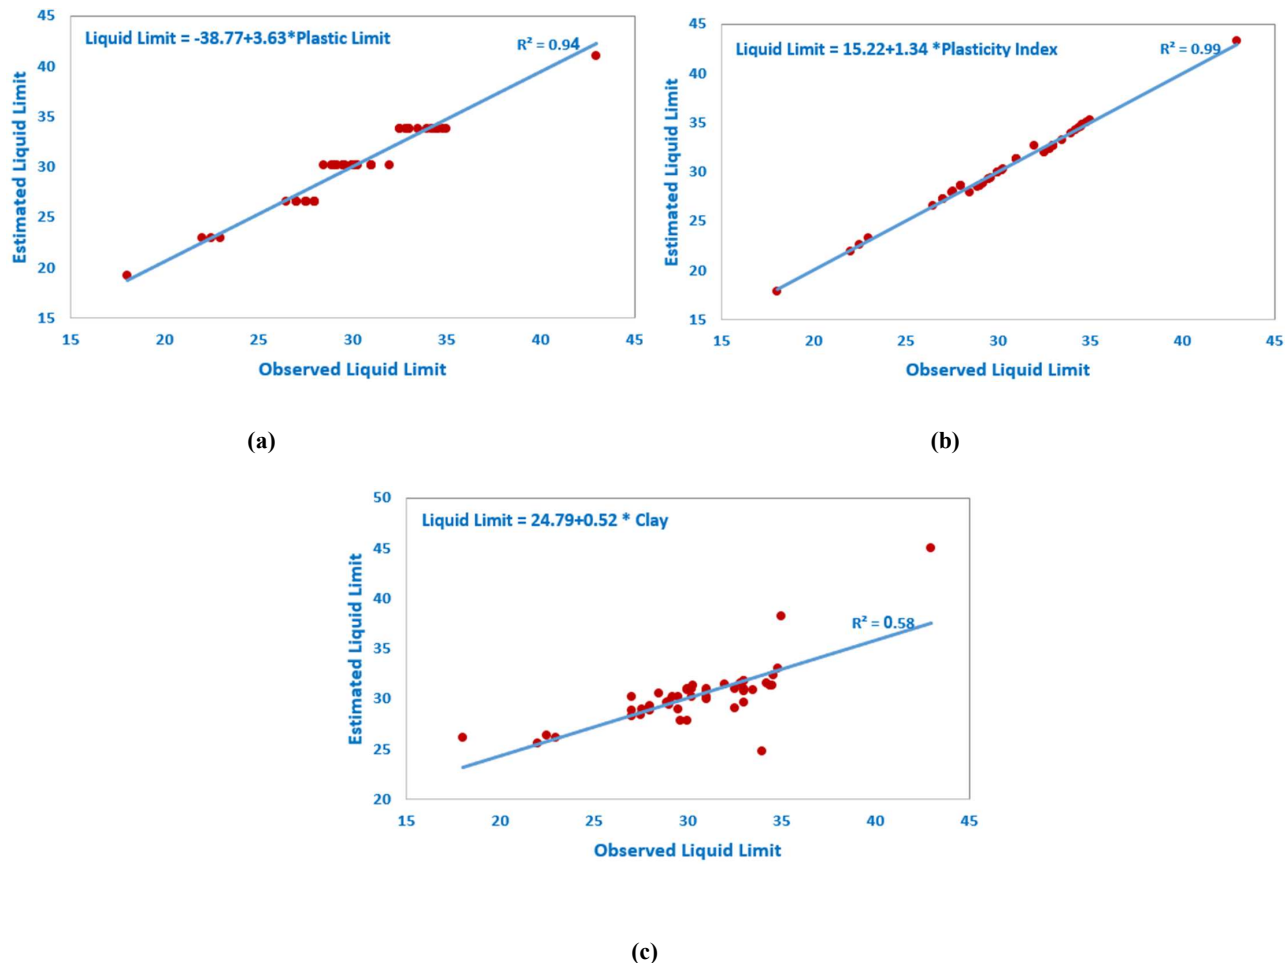 Liquid Limit = -38.77+3.63*Plastic Limit
R² = 0.94
45
40
35
30
25
20
15
15 20 25 30 35 40 45
Estimated Liquid Limit
Observed Liquid Limit
(a)
Liquid Limit = 15.22+1.34 *Plasticity Index
R² = 0.99
45
40
35
30
25
20
15
15 20 25 30 35 40 45
Estimated Liquid Limit
Observed Liquid Limit
(b)
Liquid Limit = 24.79+0.52 * Clay
R² = 0.58
50
45
40
35
30
25
20
15 20 25 30 35 40 45
Estimated Liquid Limit
Observed Liquid Limit
(c)